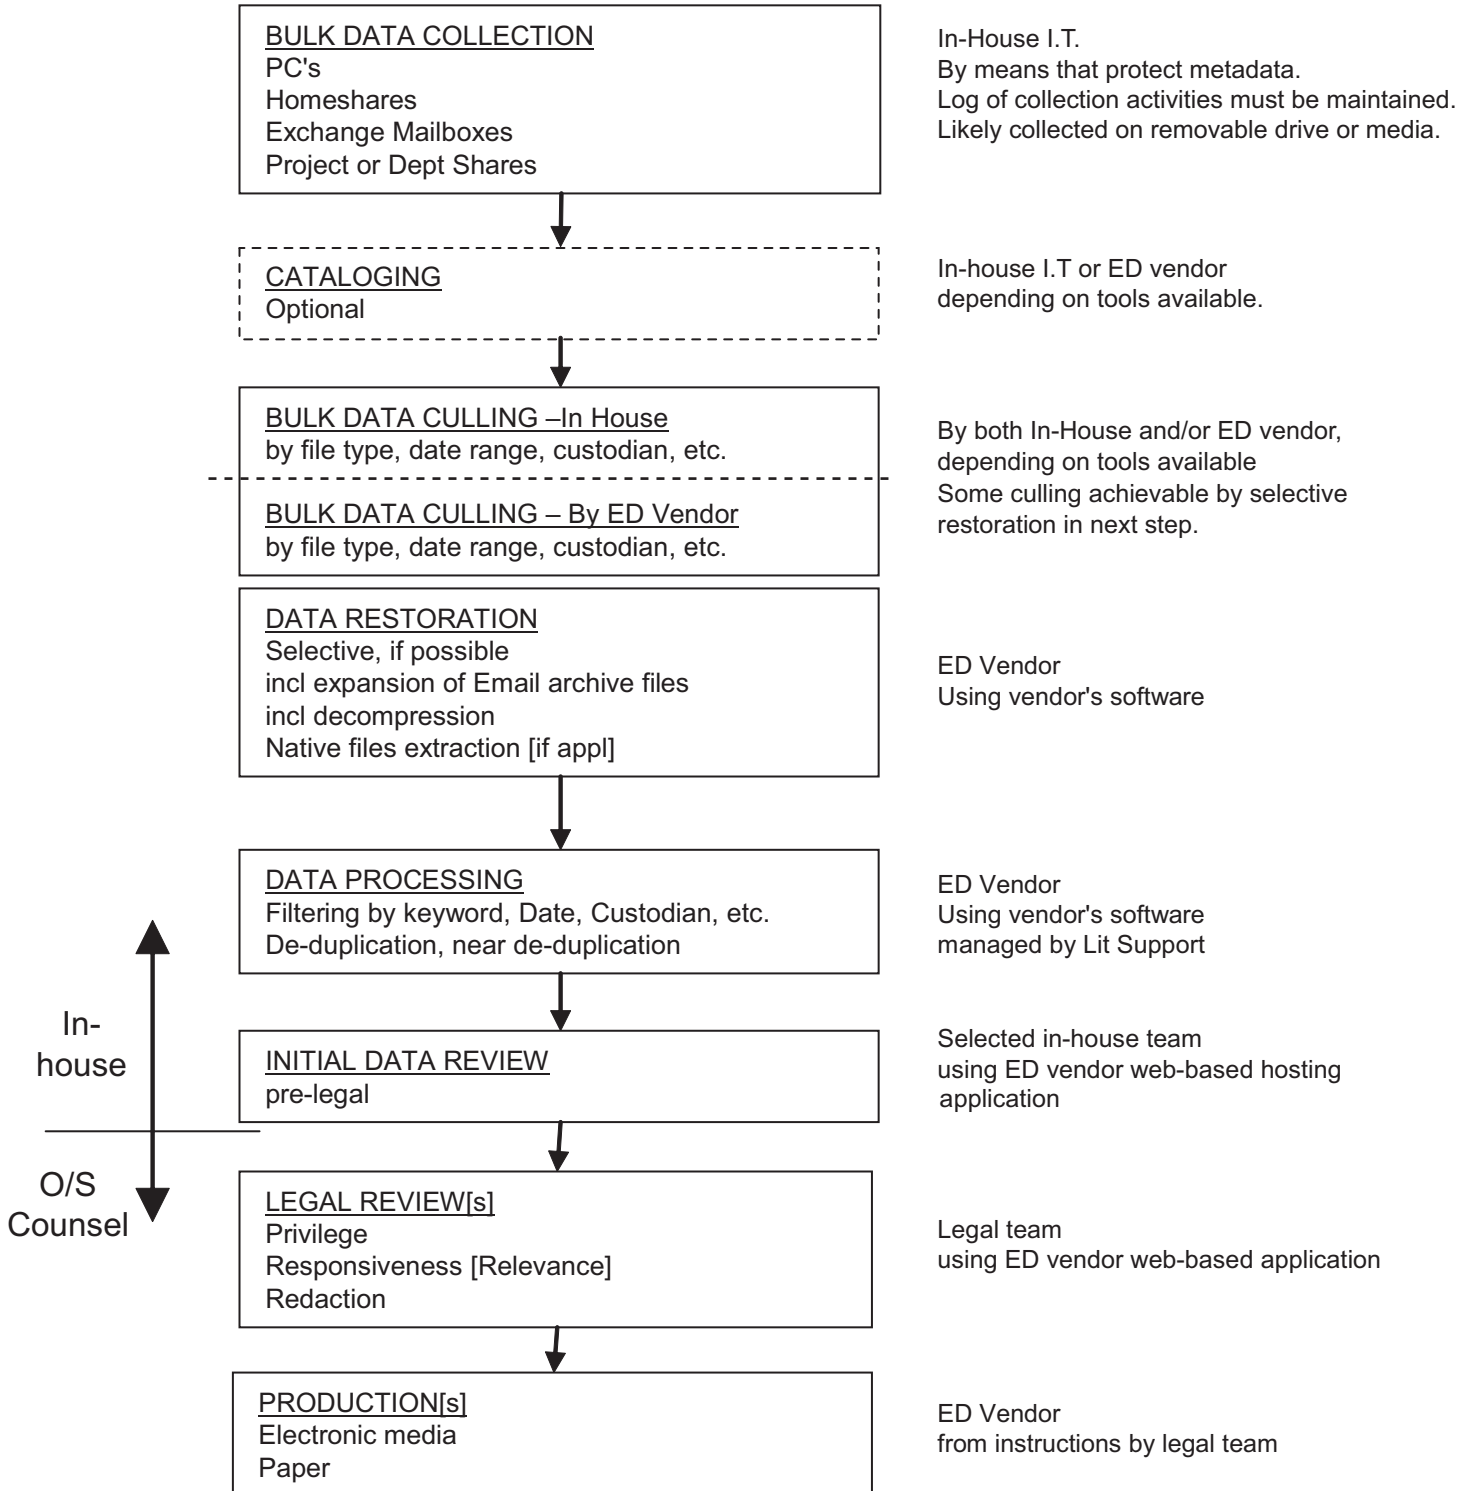 BULK DATA COLLECTION
PC's
Homeshares
Exchange Mailboxes
Project or Dept Shares
In-House I.T.
By means that protect metadata.
Log of collection activities must be maintained.
Likely collected on removable drive or media.
CATALOGING
Optional
In-house I.T or ED vendor
depending on tools available.
BULK DATA CULLING –In House
by file type, date range, custodian, etc.
BULK DATA CULLING – By ED Vendor
by file type, date range, custodian, etc.
By both In-House and/or ED vendor,
depending on tools available
Some culling achievable by selective
restoration in next step.
DATA RESTORATION
Selective, if possible
incl expansion of Email archive files
incl decompression
Native files extraction [if appl]
ED Vendor
Using vendor's software
DATA PROCESSING
Filtering by keyword, Date, Custodian, etc.
De-duplication, near de-duplication
ED Vendor
Using vendor's software
managed by Lit Support
In-
house
INITIAL DATA REVIEW
pre-legal
Selected in-house team
using ED vendor web-based hosting
application
O/S
Counsel
LEGAL REVIEW[s]
Privilege
Responsiveness [Relevance]
Redaction
Legal team
using ED vendor web-based application
PRODUCTION[s]
Electronic media
Paper
ED Vendor
from instructions by legal team